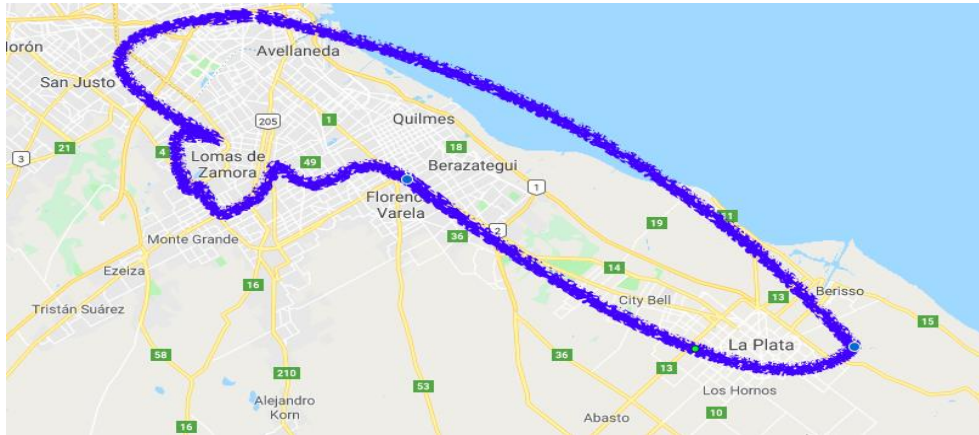 lorón
Avellaneda
San Justo
205
1
Quilmes
21
4
18
3
Lomas de
Zamora
49
Berazategui
1
Florenc
Varela
11
19
36
2
Monte Grande
14
Ezeiza
16
City Bell
13
Berisso
Tristán Suárez
15
La Plata
58
36
13
210
53
Los Hornos
Alejandro
Korn
Abasto
10
16